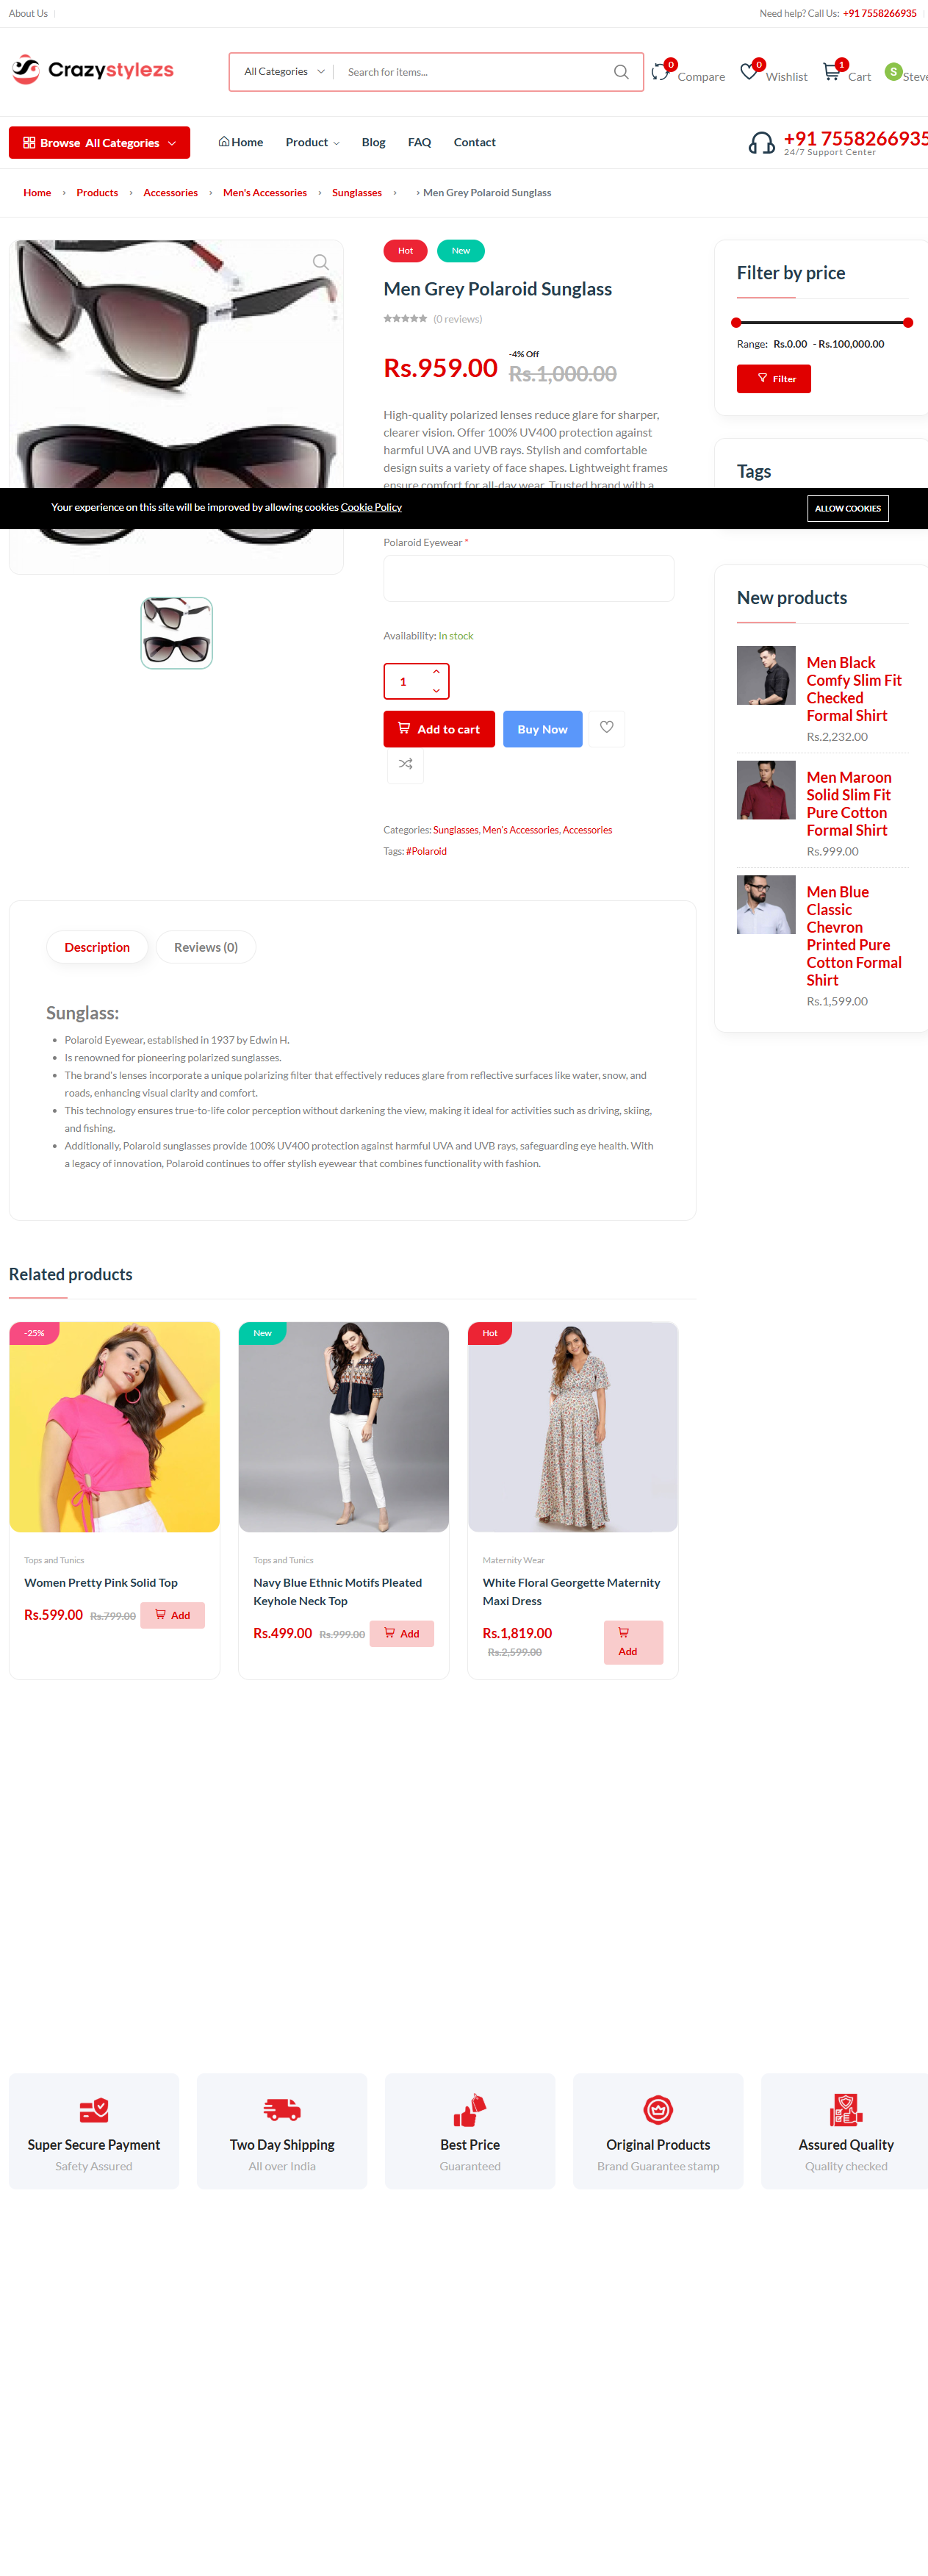 About Us
Need help? Call Us: +91 7558266935
Crazystylezs
All Categories
Search for items...
0
Compare
0
Wishlist
1
Cart
S
Steve
Browse All Categories
Home
Product
Blog
FAQ
Contact
+91 7558266935
24/7 Support Center
Home › Products › Accessories › Men's Accessories › Sunglasses › › Men Grey Polaroid Sunglass
Hot
New
Men Grey Polaroid Sunglass
(0 reviews)
Rs.959.00
-4% Off
Rs.1,000.00
High-quality polarized lenses reduce glare for sharper,
clearer vision. Offer 100% UV400 protection against
harmful UVA and UVB rays. Stylish and comfortable
design suits a variety of face shapes. Lightweight frames
ensure comfort for all-day wear. Trusted brand with a
Polaroid Eyewear *
Availability: In stock
1
Add to cart
Buy Now
Categories: Sunglasses, Men's Accessories, Accessories
Tags: #Polaroid
Filter by price
Range: Rs.0.00 - Rs.100,000.00
Filter
Tags
Your experience on this site will be improved by allowing cookies Cookie Policy
ALLOW COOKIES
New products
Men Black
Comfy Slim Fit
Checked
Formal Shirt
Rs.2,232.00
Men Maroon
Solid Slim Fit
Pure Cotton
Formal Shirt
Rs.999.00
Men Blue
Classic
Chevron
Printed Pure
Cotton Formal
Shirt
Rs.1,599.00
Description
Reviews (0)
Sunglass:
• Polaroid Eyewear, established in 1937 by Edwin H.
• Is renowned for pioneering polarized sunglasses.
• The brand's lenses incorporate a unique polarizing filter that effectively reduces glare from reflective surfaces like water, snow, and
roads, enhancing visual clarity and comfort.
• This technology ensures true-to-life color perception without darkening the view, making it ideal for activities such as driving, skiing,
and fishing.
• Additionally, Polaroid sunglasses provide 100% UV400 protection against harmful UVA and UVB rays, safeguarding eye health. With
a legacy of innovation, Polaroid continues to offer stylish eyewear that combines functionality with fashion.
Related products
-25%
Tops and Tunics
Women Pretty Pink Solid Top
Rs.599.00
Rs.799.00
Add
New
Tops and Tunics
Navy Blue Ethnic Motifs Pleated
Keyhole Neck Top
Rs.499.00
Rs.999.00
Add
Hot
Maternity Wear
White Floral Georgette Maternity
Maxi Dress
Rs.1,819.00
Rs.2,599.00
Add
Super Secure Payment
Safety Assured
Two Day Shipping
All over India
Best Price
Guaranteed
Original Products
Brand Guarantee stamp
Assured Quality
Quality checked